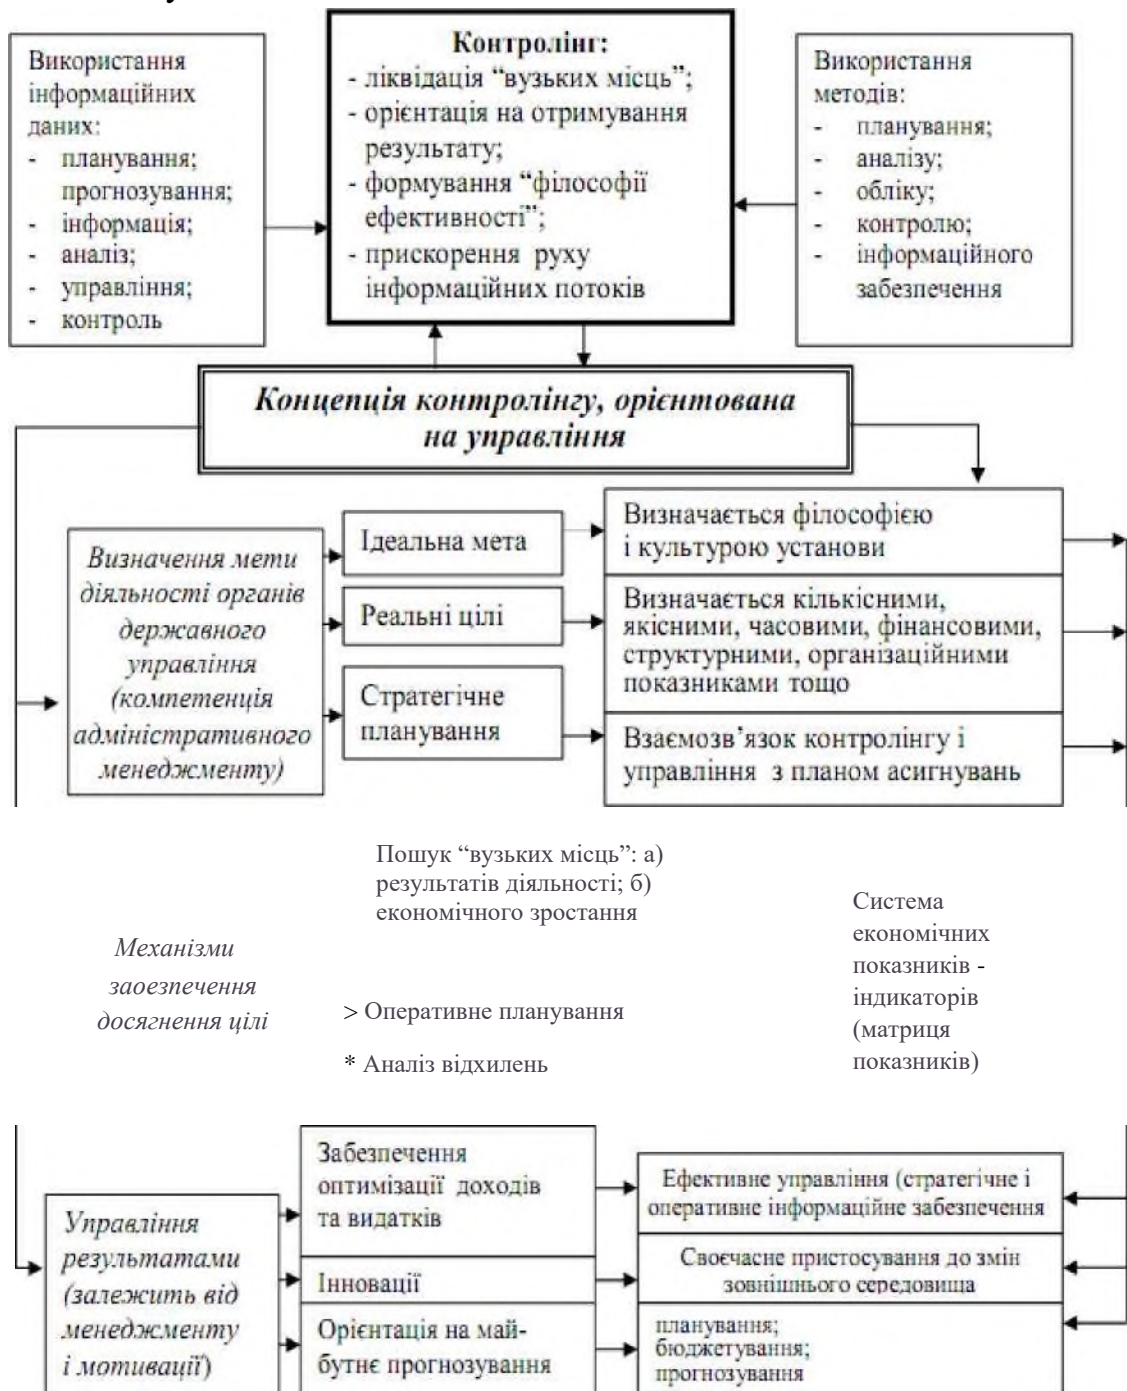 Використання
інформаційних
даних:
- планування;
прогнозування;
- інформація;
- аналіз;
- управління;
- контроль
Контролінг:
- ліквідація “вузьких місць”;
- орієнтація на отримування
результату;
- формування “філософії
ефективності”;
- прискорення руху
інформаційних потоків
Використання
методів:
- планування;
- аналізу;
- обліку;
- контролю;
- інформаційного
забезпечення
Концепція контролінгу, орієнтована
на управління
Визначення мети
діяльності органів
державного
управління
(компетенція
адміністративного
менеджменту)
Ідеальна мета
Реальні цілі
Стратегічне
планування
Визначається філософією
і культурою установи
Визначається кількісними,
якісними, часовими, фінансовими,
структурними, організаційними
показниками тощо
Взаємозв’язок контролінгу і
управління з планом асигнувань
Механізми
заоезпечення
досягнення цілі
Пошук “вузьких місць”: а)
результатів діяльності; б)
економічного зростання
> Оперативне планування
* Аналіз відхилень
Система
економічних
показників -
індикаторів
(матриця
показників)
Управління
результатами
(залежить від
менеджменту
і мотивації)
Забезпечення
оптимізації доходів
та видатків
Інновації
Орієнтація на май-
бутнє прогнозування
Ефективне управління (стратегічне і
оперативне інформаційне забезпечення
Своєчасне пристосування до змін
зовнішнього середовища
планування;
бюджетування;
прогнозування